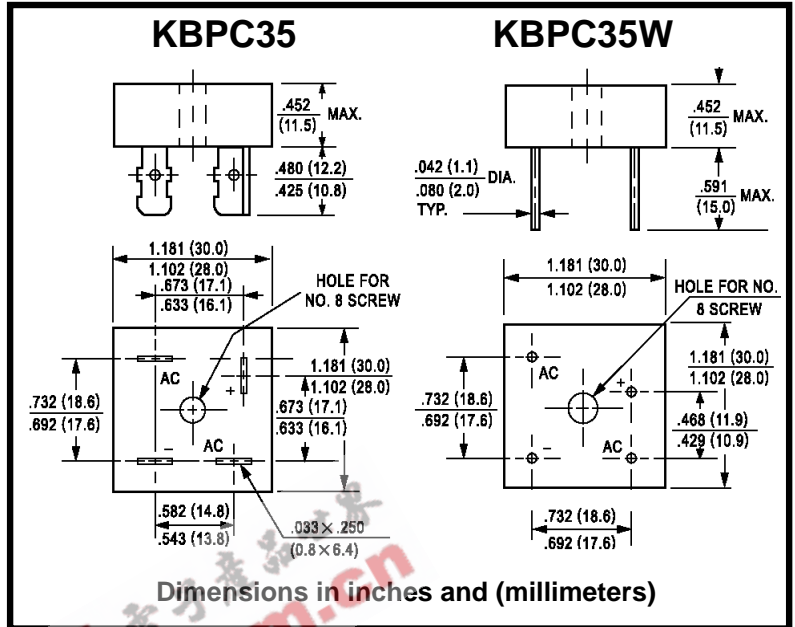 KBPC35
KBPC35W
.452
(11.5)
MAX.
.480 (12.2)
.425 (10.8)
1.181 (30.0)
1.102 (28.0)
.673 (17.1)
.633 (16.1)
HOLE FOR
NO. 8 SCREW
AC
+
1.181 (30.0)
1.102 (28.0)
.732 (18.6)
.692 (17.6)
.673 (17.1)
.633 (16.1)
−
AC
.582 (14.8)
.543 (13.8)
.033 × .250
(0.8 × 6.4)
.452
(11.5)
MAX.
.042 (1.1)
.080 (2.0)
DIA.
TYP.
.591
(15.0)
MAX.
1.181 (30.0)
1.102 (28.0)
HOLE FOR NO.
8 SCREW
AC
+
1.181 (30.0)
1.102 (28.0)
.732 (18.6)
.692 (17.6)
.468 (11.9)
.429 (10.9)
−
AC
.732 (18.6)
.692 (17.6)
Dimensions in inches and (millimeters)